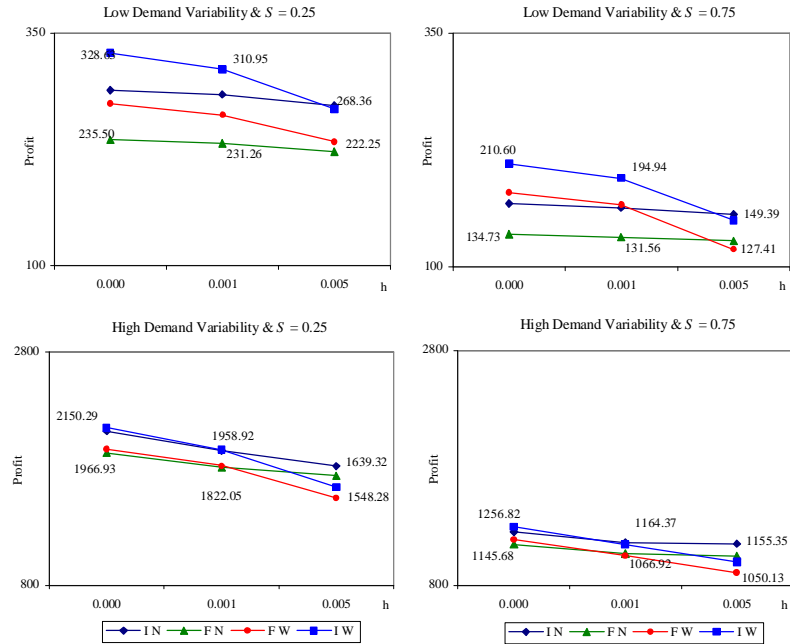 Low Demand Variability & S = 0.25
350
328.65
310.95
268.36
235.50
231.26
222.25
Profit
100
0.000 0.001 0.005 h
Low Demand Variability & S = 0.75
350
210.60
194.94
149.39
134.73
131.56
127.41
Profit
100
0.000 0.001 0.005 h
High Demand Variability & S = 0.25
2800
2150.29
1958.92
1639.32
1966.93
1822.05
1548.28
Profit
800
0.000 0.001 0.005 h
High Demand Variability & S = 0.75
2800
1256.82
1164.37
1155.35
1145.68
1066.92
1050.13
Profit
800
0.000 0.001 0.005 h
I N F N F W I W
I N F N F W I W